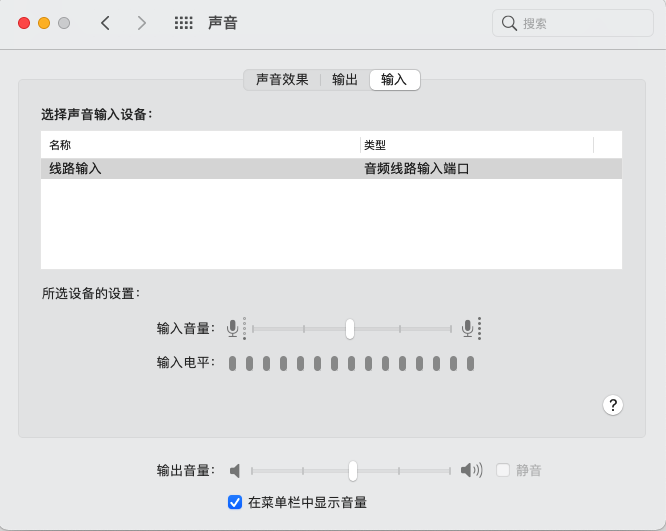 声音
搜索
声音效果 输出 输入
选择声音输入设备：
名称 类型
线路输入 音频线路输入端口
所选设备的设置：
输入音量：
输入电平：
?
输出音量： 静音
在菜单栏中显示音量